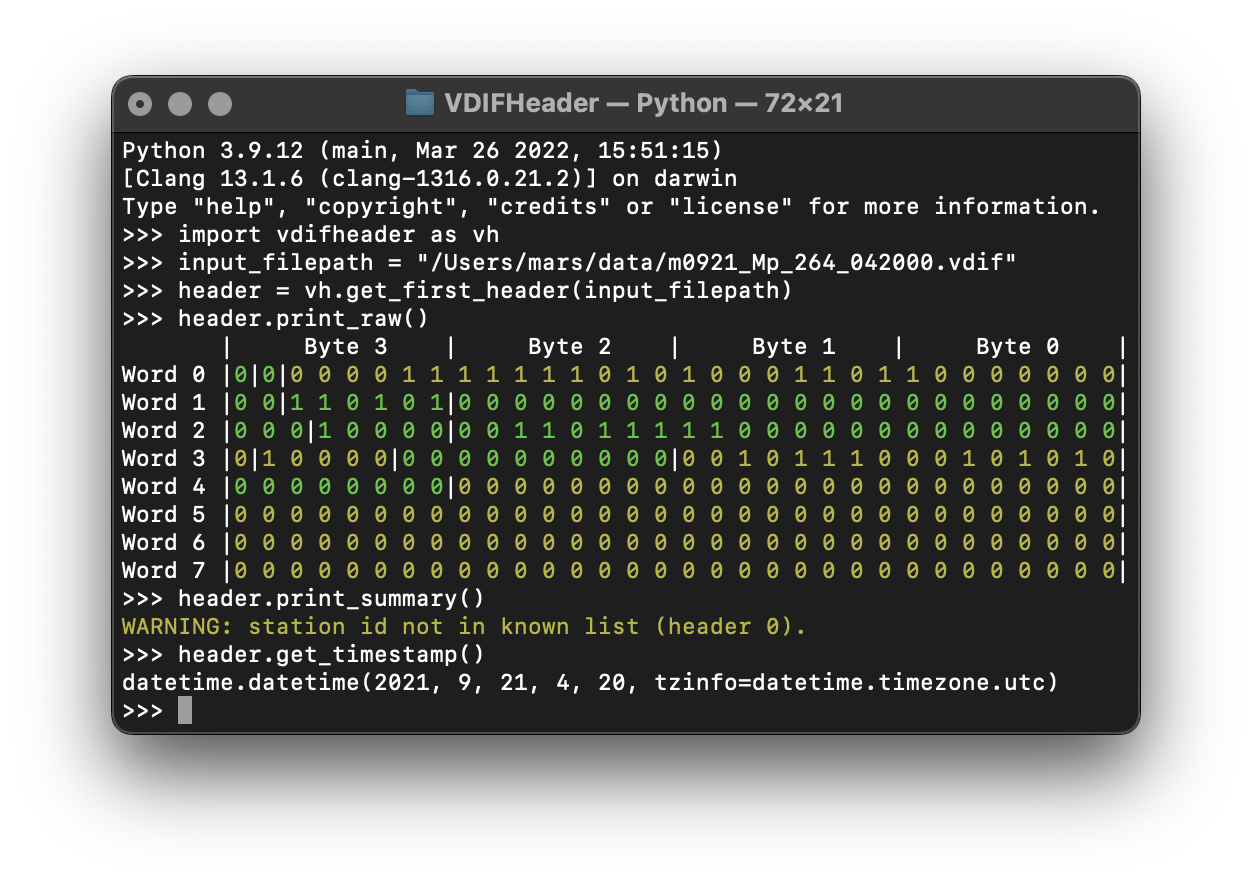 VDIFHeader — Python — 72×21
Python 3.9.12 (main, Mar 26 2022, 15:51:15)
[Clang 13.1.6 (clang-1316.0.21.2)] on darwin
Type "help", "copyright", "credits" or "license" for more information.
>>> import vdifheader as vh
>>> input_filepath = "/Users/mars/data/m0921_Mp_264_042000.vdif"
>>> header = vh.get_first_header(input_filepath)
>>> header.print_raw()
| Byte 3 | Byte 2 | Byte 1 | Byte 0 |
Word 0 |0|0|0 0 0 0 1 1 1 1 1 1 1 0 1 0 1 0 0 0 1 1 0 1 1 0 0 0 0 0 0 0|
Word 1 |0 0|1 1 0 1 0 1|0 0 0 0 0 0 0 0 0 0 0 0 0 0 0 0 0 0 0 0 0 0 0 0|
Word 2 |0 0 0|1 0 0 0 0|0 0 1 1 0 1 1 1 1 1 0 0 0 0 0 0 0 0 0 0 0 0 0 0|
Word 3 |0|1 0 0 0 0|0 0 0 0 0 0 0 0 0 0|0 0 1 0 1 1 1 0 0 0 1 0 1 0 1 0|
Word 4 |0 0 0 0 0 0 0 0|0 0 0 0 0 0 0 0 0 0 0 0 0 0 0 0 0 0 0 0 0 0 0 0|
Word 5 |0 0 0 0 0 0 0 0 0 0 0 0 0 0 0 0 0 0 0 0 0 0 0 0 0 0 0 0 0 0 0 0|
Word 6 |0 0 0 0 0 0 0 0 0 0 0 0 0 0 0 0 0 0 0 0 0 0 0 0 0 0 0 0 0 0 0 0|
Word 7 |0 0 0 0 0 0 0 0 0 0 0 0 0 0 0 0 0 0 0 0 0 0 0 0 0 0 0 0 0 0 0 0|
>>> header.print_summary()
WARNING: station id not in known list (header 0).
>>> header.get_timestamp()
datetime.datetime(2021, 9, 21, 4, 20, tzinfo=datetime.timezone.utc)
>>>